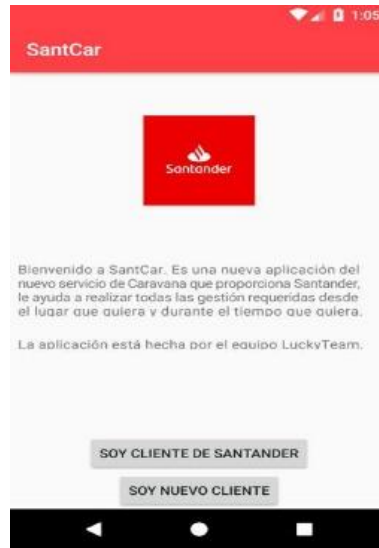 1:05
SantCar
Santander
Bienvenido a SantCar. Es una nueva aplicación del
nuevo servicio de Caravana que proporciona Santander,
le ayuda a realizar todas las gestión requeridas desde
el lugar que quiera y durante el tiempo que quiera.
La aplicación está hecha por el equipo LuckyTeam.
SOY CLIENTE DE SANTANDER
SOY NUEVO CLIENTE